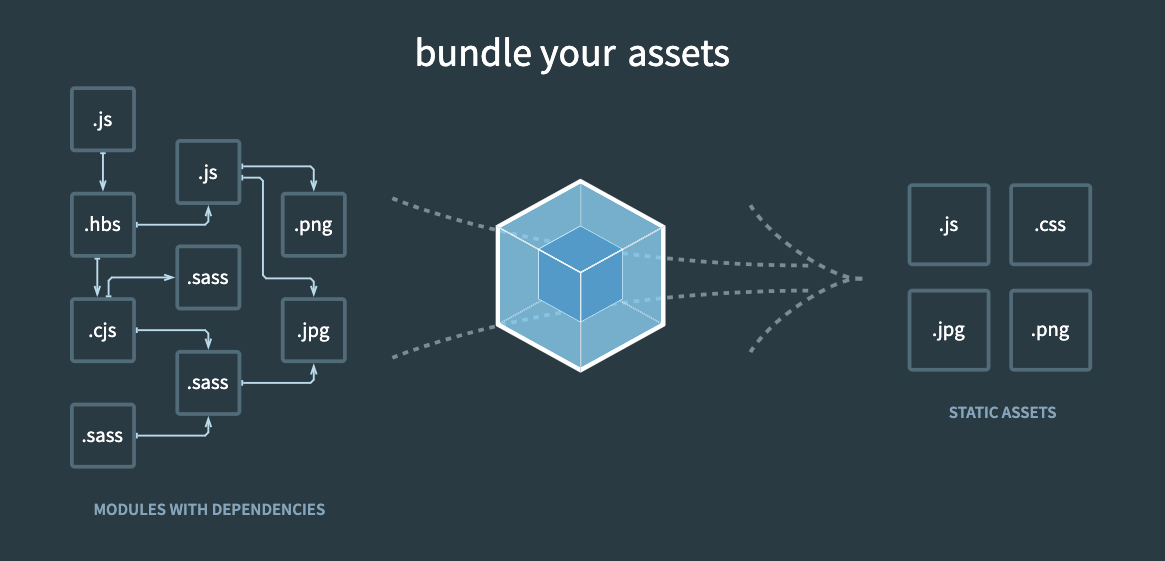 bundle your assets
.js
.js
.hbs
.png
.sass
.cjs
.jpg
.sass
.sass
MODULES WITH DEPENDENCIES
.js
.css
.jpg
.png
STATIC ASSETS